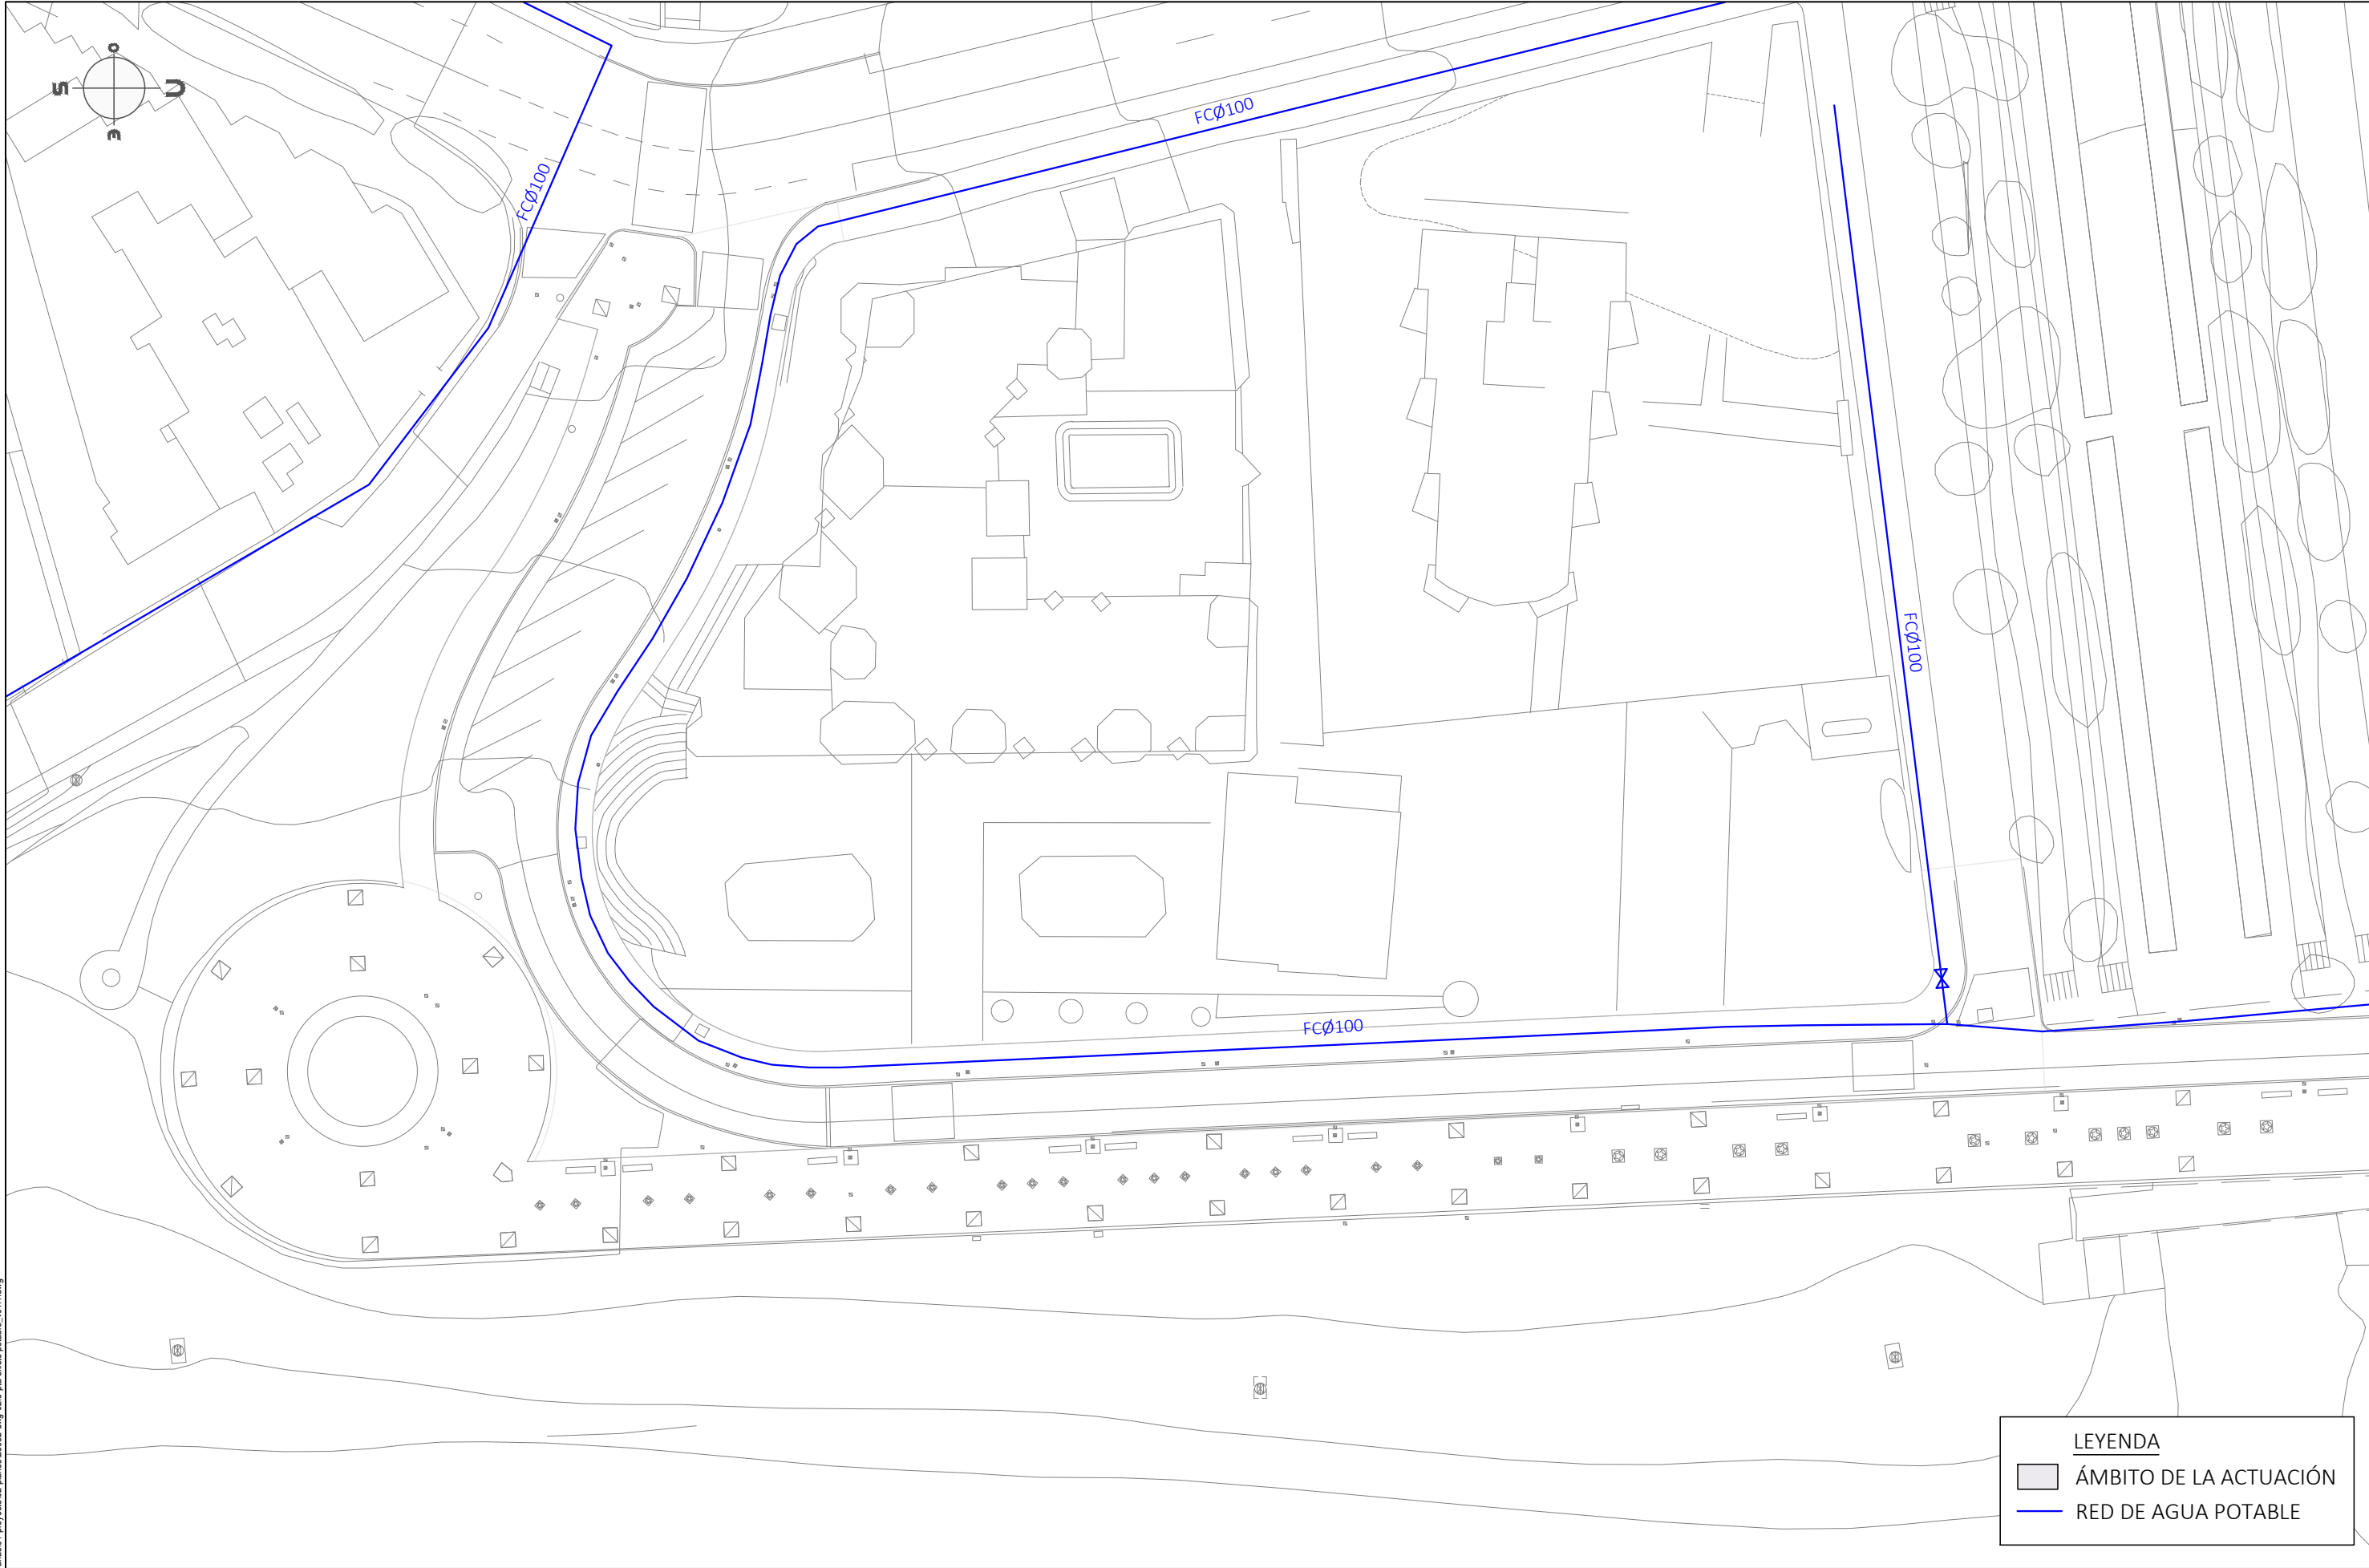 O
S
N
E
FCØ100
FCØ100
FCØ100
FCØ100
LEYENDA
ÁMBITO DE LA ACTUACIÓN
RED DE AGUA POTABLE